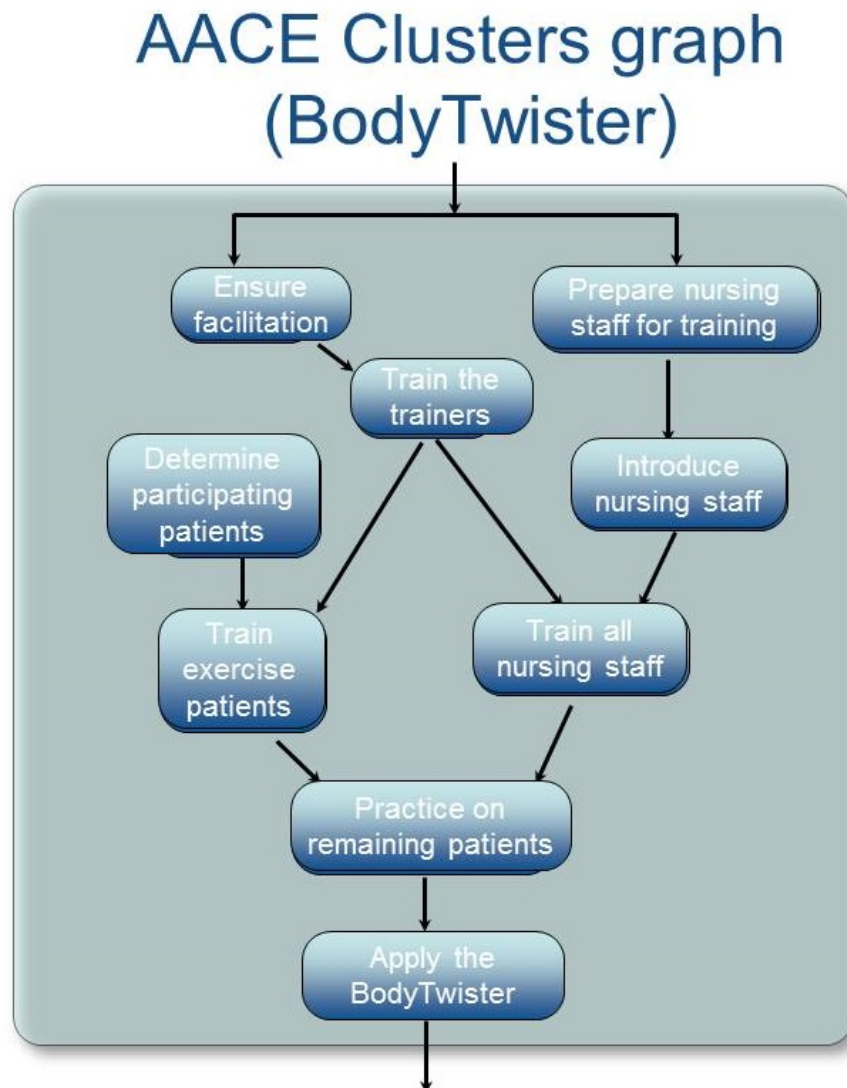 AACE Clusters graph
(BodyTwister)
Ensure
facilitation
Prepare nursing
staff for training
Train the
trainers
Determine
participating
patients
Introduce
nursing staff
Train
exercise
patients
Train all
nursing staff
Practice on
remaining patients
Apply the
BodyTwister